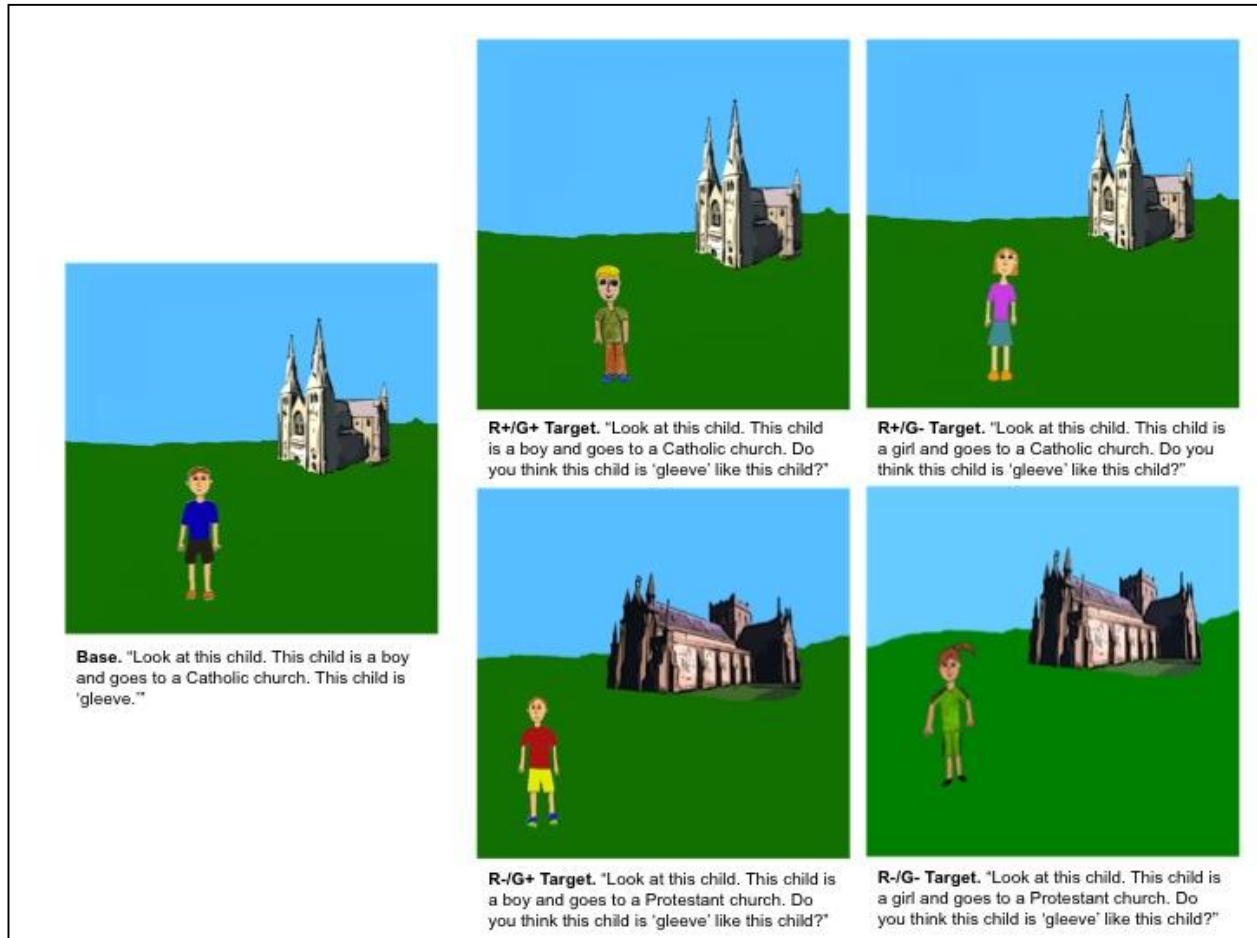 R+/G+ Target. “Look at this child. This child
is a boy and goes to a Catholic church. Do
you think this child is ‘gleeve’ like this child?”
R+/G- Target. “Look at this child. This child is
a girl and goes to a Catholic church. Do you
think this child is ‘gleeve’ like this child?”
Base. “Look at this child. This child is a boy
and goes to a Catholic church. This child is
‘gleeve.’”
R-/G+ Target. “Look at this child. This child is
a boy and goes to a Protestant church. Do
you think this child is ‘gleeve’ like this child?”
R-/G- Target. “Look at this child. This child is
a girl and goes to a Protestant church. Do
you think this child is ‘gleeve’ like this child?”